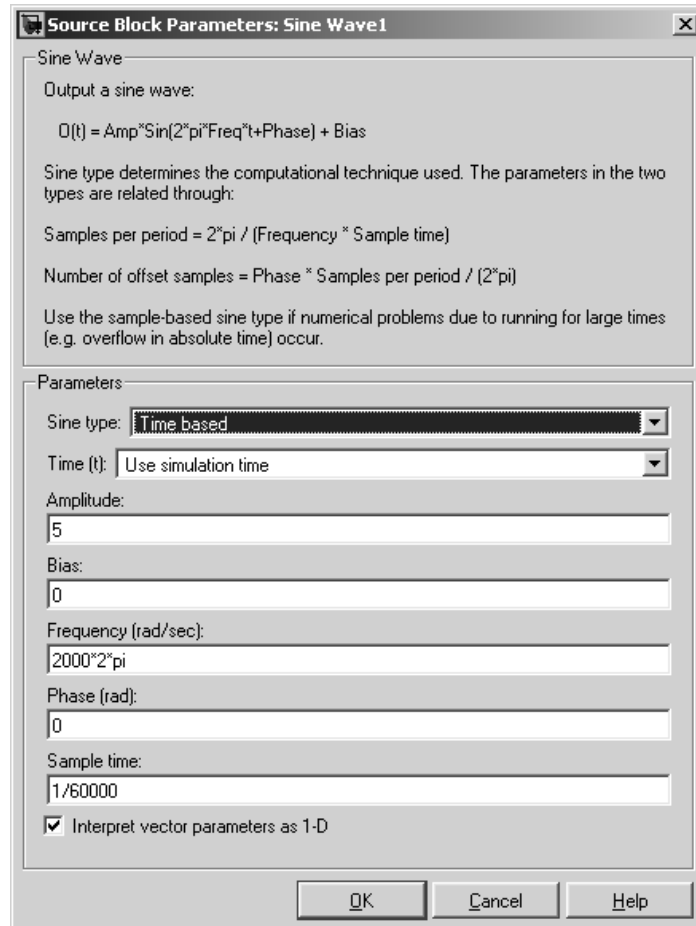 Source Block Parameters: Sine Wave1
Sine Wave
Output a sine wave:
O(t) = Amp*Sin(2*pi*Freq*t+Phase) + Bias
Sine type determines the computational technique used. The parameters in the two
types are related through:
Samples per period = 2*pi / (Frequency * Sample time)
Number of offset samples = Phase * Samples per period / (2*pi)
Use the sample-based sine type if numerical problems due to running for large times
(e.g. overflow in absolute time) occur.
Parameters
Sine type: Time based
Time (t): Use simulation time
Amplitude:
5
Bias:
0
Frequency (rad/sec):
2000*2*pi
Phase (rad):
0
Sample time:
1/60000
Interpret vector parameters as 1-D
OK Cancel Help